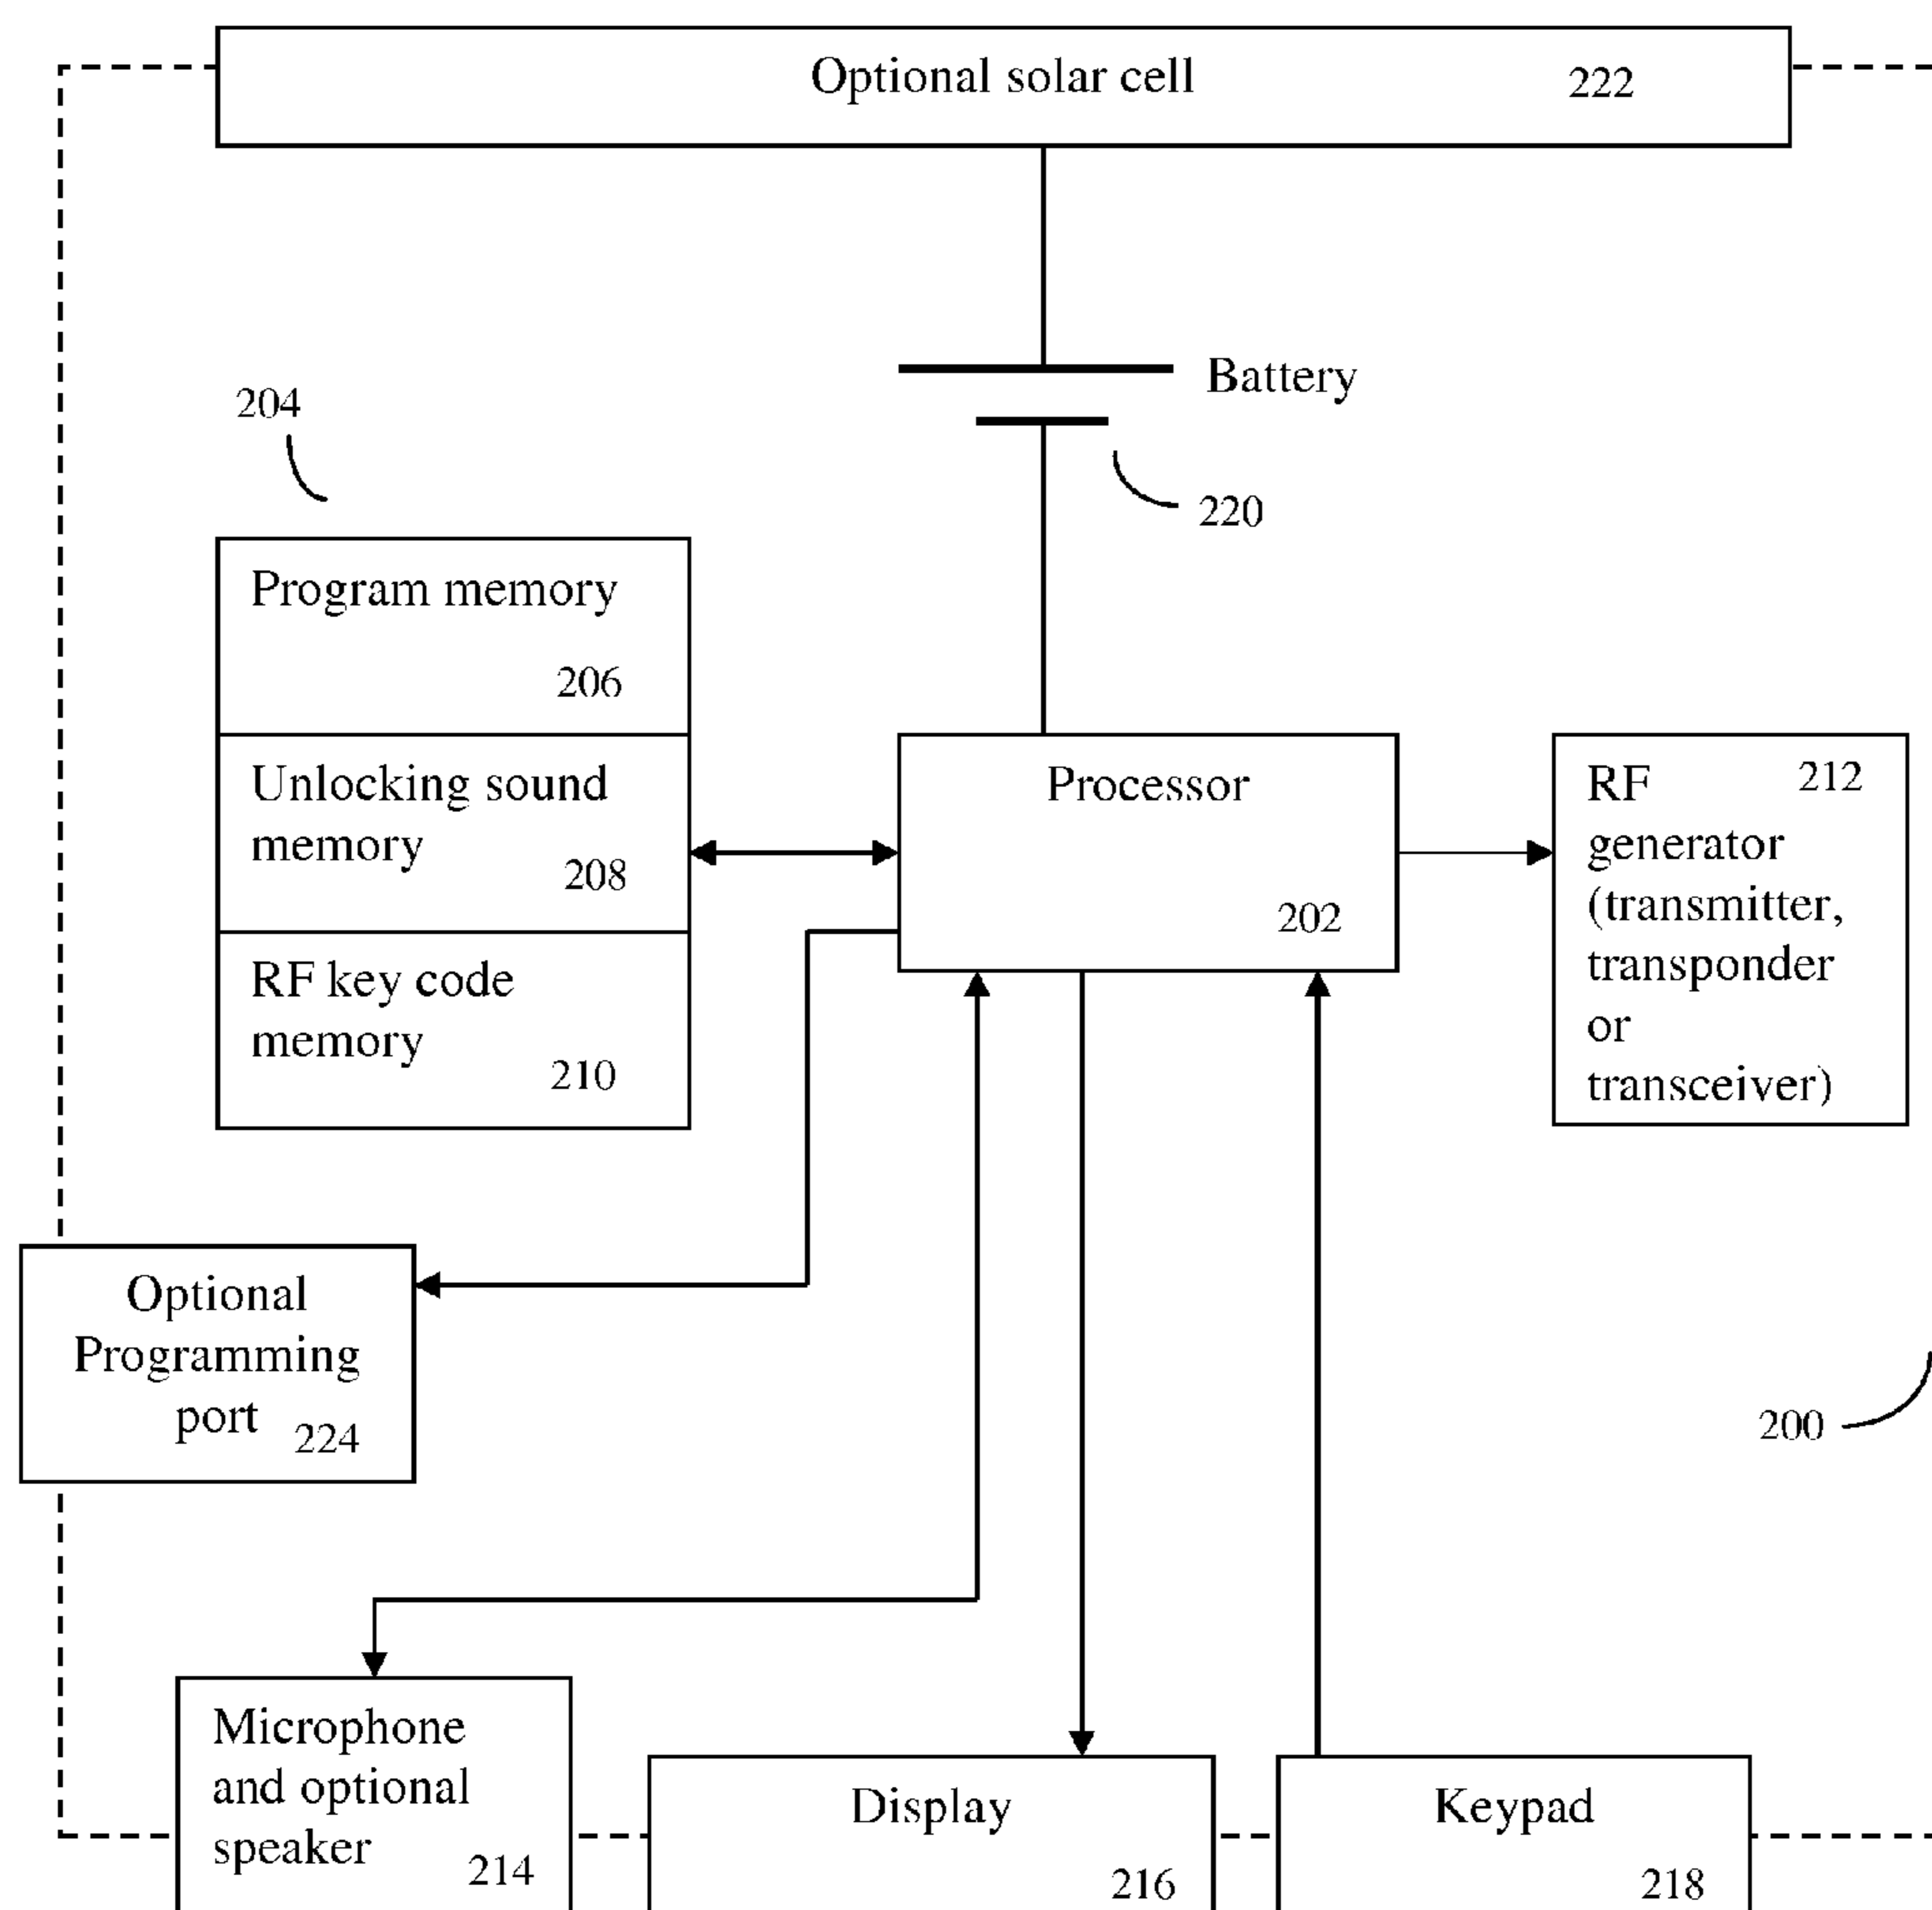 Optional solar cell 222
Battery
204
220
Program memory
206
Unlocking sound
memory
208
RF key code
memory
210
Processor
202
RF 212
generator
(transmitter,
transponder
or
transceiver)
Optional
Programming
port 224
200
Microphone
and optional
speaker
214
Display
216
Keypad
218